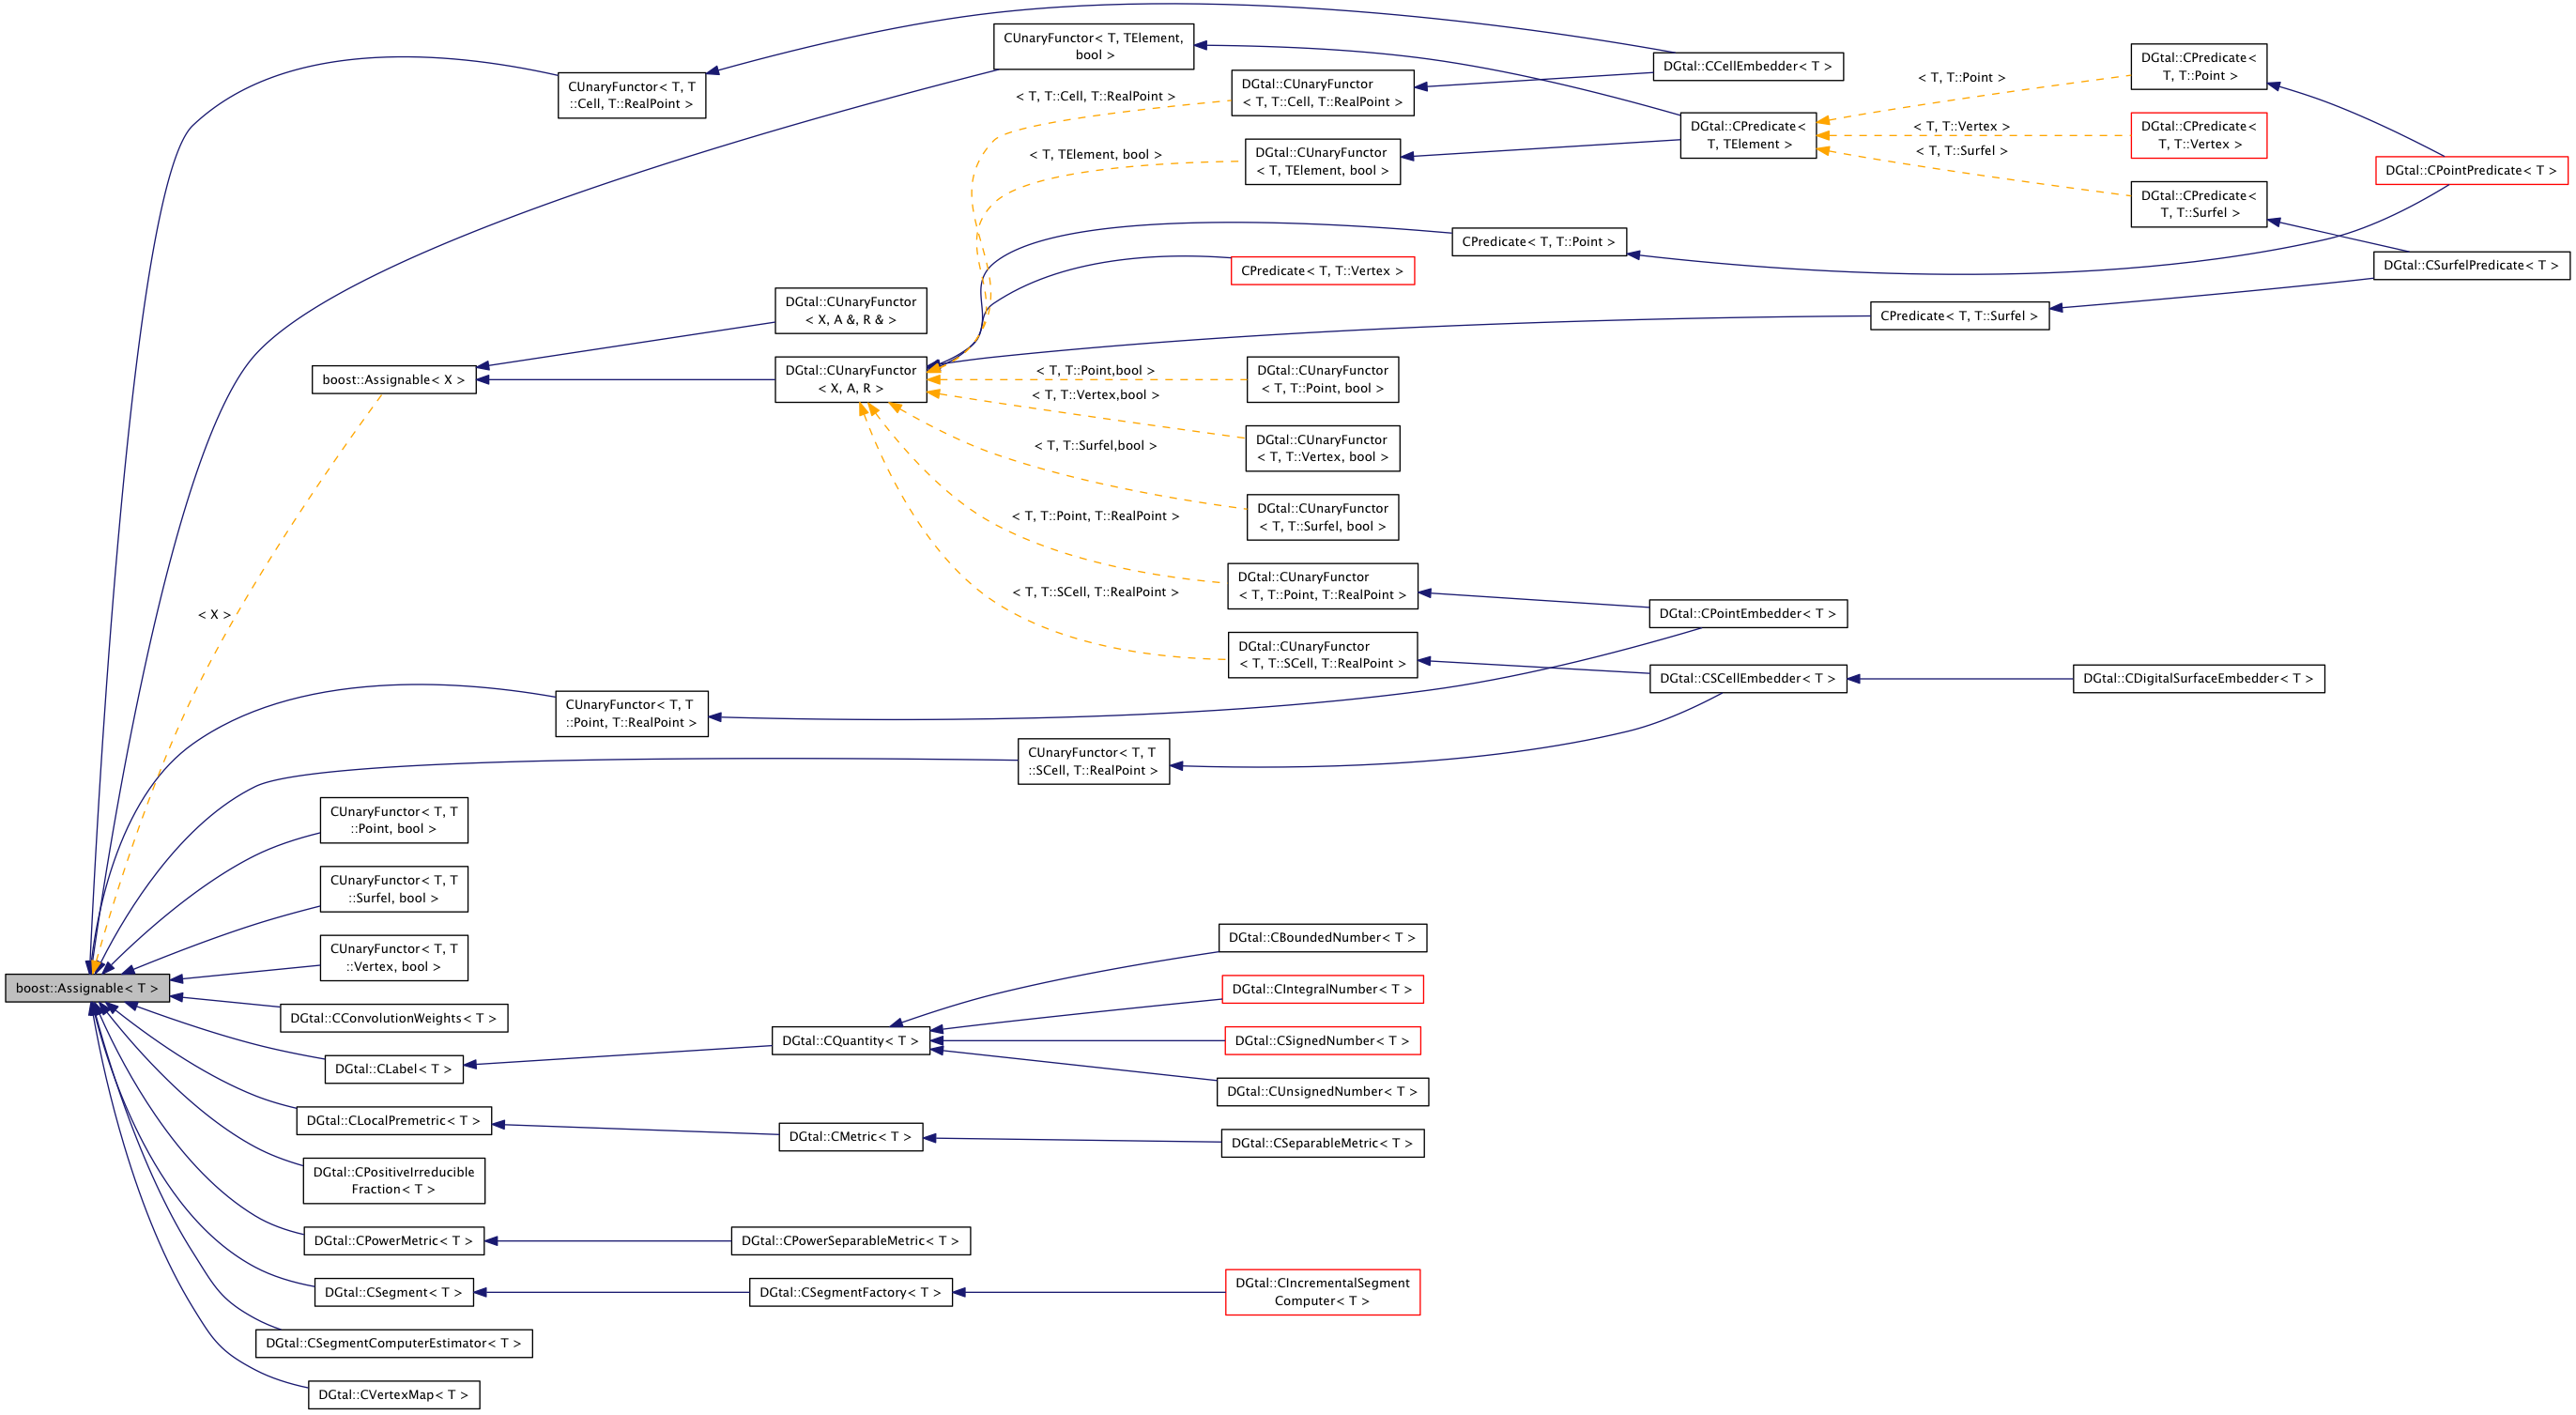 CUnaryFunctor< T, TElement,
bool >
DGtal::CCellEmbedder< T >
DGtal::CPredicate<
T, T::Point >
CUnaryFunctor< T, T
::Cell, T::RealPoint >
DGtal::CUnaryFunctor
< T, T::Cell, T::RealPoint >
< T, T::Cell, T::RealPoint >
< T, T::Point >
DGtal::CPredicate<
T, TElement >
< T, T::Vertex >
DGtal::CPredicate<
T, T::Vertex >
< T, T::Surfel >
< T, TElement, bool >
DGtal::CUnaryFunctor
< T, TElement, bool >
DGtal::CPointPredicate< T >
DGtal::CPredicate<
T, T::Surfel >
CPredicate< T, T::Point >
CPredicate< T, T::Vertex >
DGtal::CSurfelPredicate< T >
DGtal::CUnaryFunctor
< X, A &, R & >
CPredicate< T, T::Surfel >
boost::Assignable< X >
DGtal::CUnaryFunctor
< X, A, R >
< T, T::Point,bool >
DGtal::CUnaryFunctor
< T, T::Point, bool >
< T, T::Vertex,bool >
DGtal::CUnaryFunctor
< T, T::Vertex, bool >
< T, T::Surfel,bool >
DGtal::CUnaryFunctor
< T, T::Surfel, bool >
< T, T::Point, T::RealPoint >
DGtal::CUnaryFunctor
< T, T::Point, T::RealPoint >
< T, T::SCell, T::RealPoint >
< X >
DGtal::CPointEmbedder< T >
DGtal::CUnaryFunctor
< T, T::SCell, T::RealPoint >
DGtal::CSCellEmbedder< T >
DGtal::CDigitalSurfaceEmbedder< T >
CUnaryFunctor< T, T
::Point, T::RealPoint >
CUnaryFunctor< T, T
::SCell, T::RealPoint >
CUnaryFunctor< T, T
::Point, bool >
CUnaryFunctor< T, T
::Surfel, bool >
CUnaryFunctor< T, T
::Vertex, bool >
DGtal::CBoundedNumber< T >
boost::Assignable< T >
DGtal::CIntegralNumber< T >
DGtal::CConvolutionWeights< T >
DGtal::CQuantity< T >
DGtal::CSignedNumber< T >
DGtal::CLabel< T >
DGtal::CUnsignedNumber< T >
DGtal::CLocalPremetric< T >
DGtal::CMetric< T >
DGtal::CSeparableMetric< T >
DGtal::CPositiveIrreducible
Fraction< T >
DGtal::CPowerMetric< T >
DGtal::CPowerSeparableMetric< T >
DGtal::CSegment< T >
DGtal::CSegmentFactory< T >
DGtal::CIncrementalSegment
Computer< T >
DGtal::CSegmentComputerEstimator< T >
DGtal::CVertexMap< T >